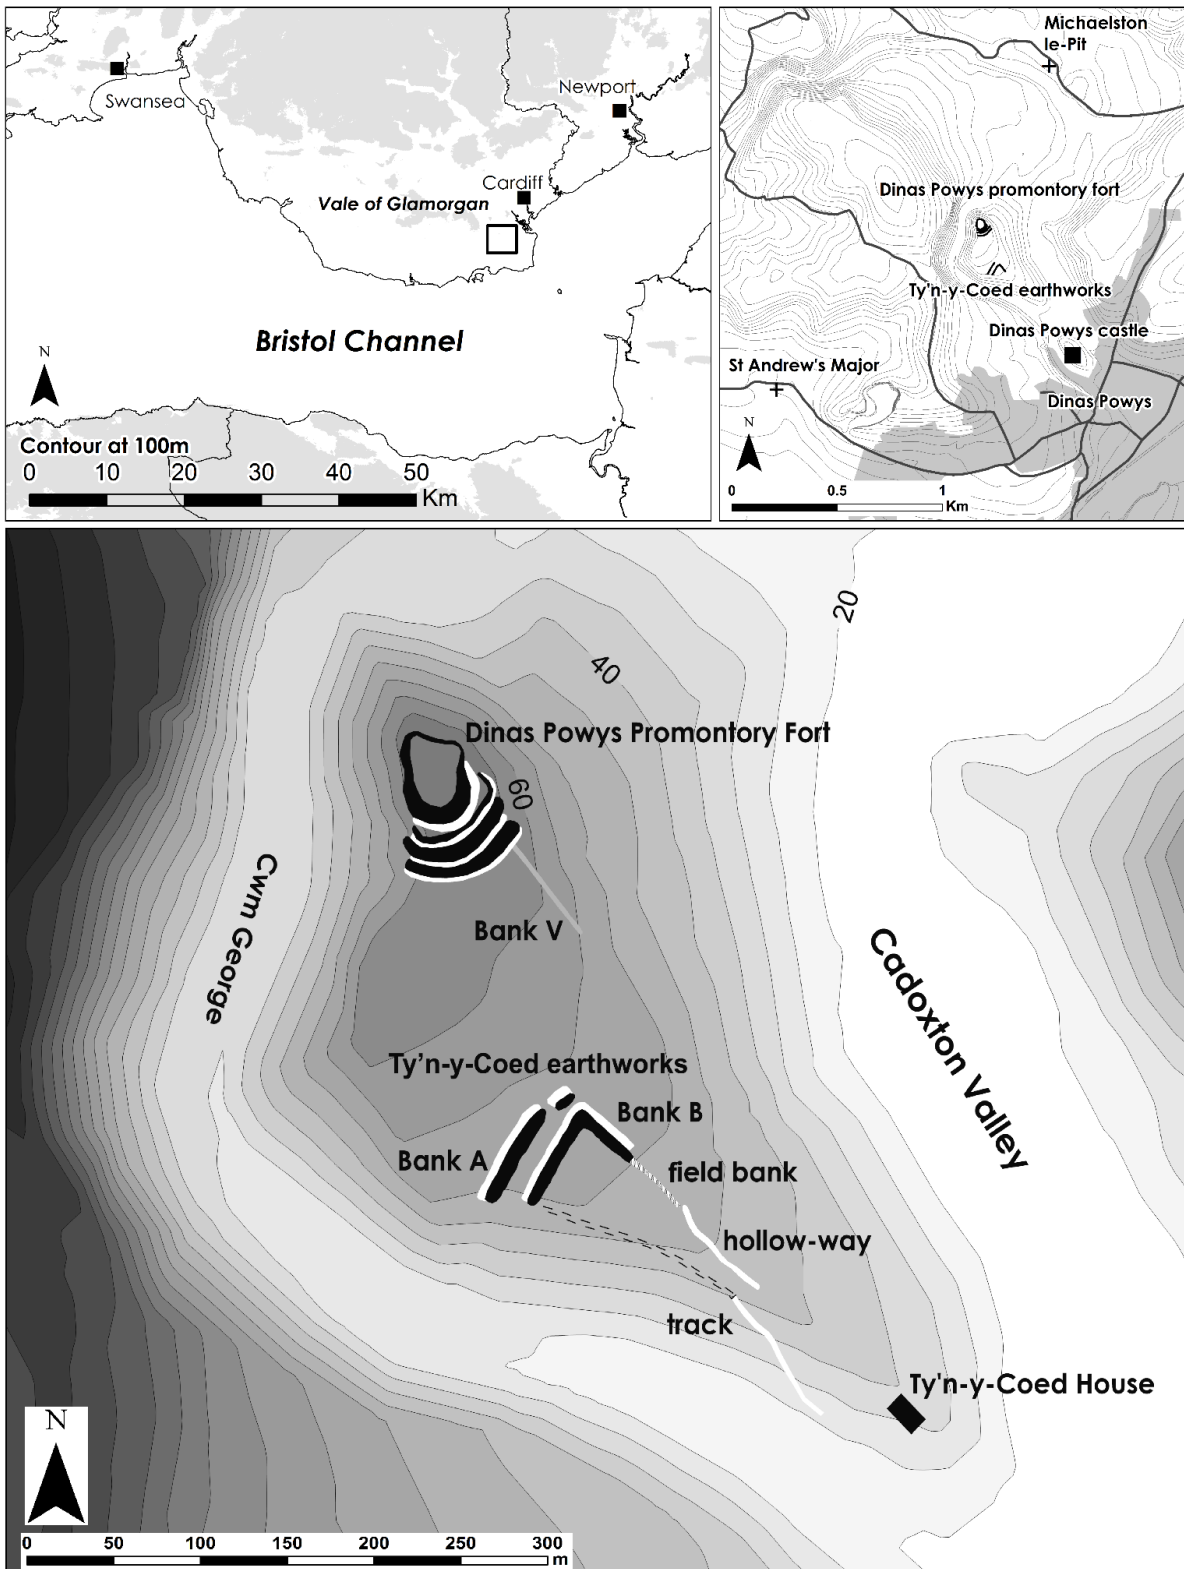 Swansea
Newport
Cardiff
Vale of Glamorgan
Bristol Channel
N
Contour at 100m
0 10 20 30 40 50
Km
Michaelston
le-Pit
Dinas Powys promontory fort
Ty'n-y-Coed earthworks
Dinas Powys castle
St Andrew's Major
Dinas Powys
N
0 0.5 1
Km
20
40
Dinas Powys Promontory Fort
60
Cwm George
Bank V
Cadoxton Valley
Ty'n-y-Coed earthworks
Bank B
Bank A
field bank
hollow-way
track
Ty'n-y-Coed House
N
0 50 100 150 200 250 300
m